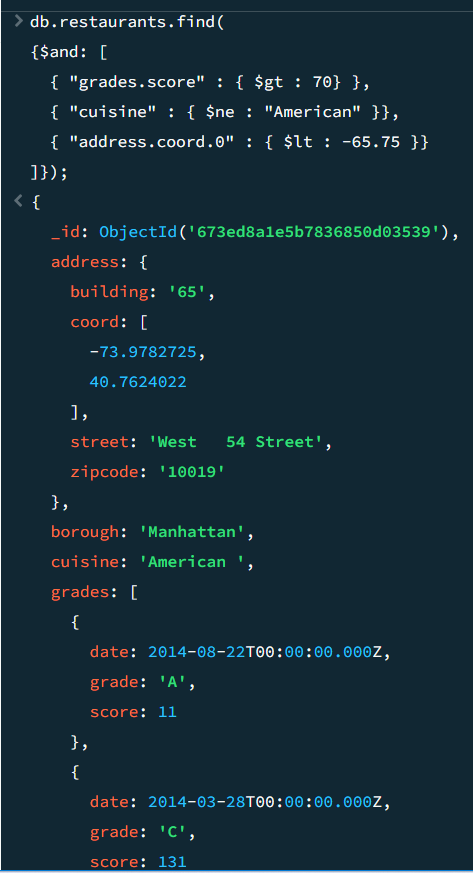 > db.restaurants.find(
{$and: [
{ "grades.score" : { $gt : 70} },
{ "cuisine" : { $ne : "American" }},
{ "address.coord.0" : { $lt : -65.75 }}
]});
< {
_id: ObjectId('673ed8a1e5b7836850d03539'),
address: {
building: '65',
coord: [
-73.9782725,
40.7624022
],
street: 'West   54 Street',
zipcode: '10019'
},
borough: 'Manhattan',
cuisine: 'American ',
grades: [
{
date: 2014-08-22T00:00:00.000Z,
grade: 'A',
score: 11
},
{
date: 2014-03-28T00:00:00.000Z,
grade: 'C',
score: 131